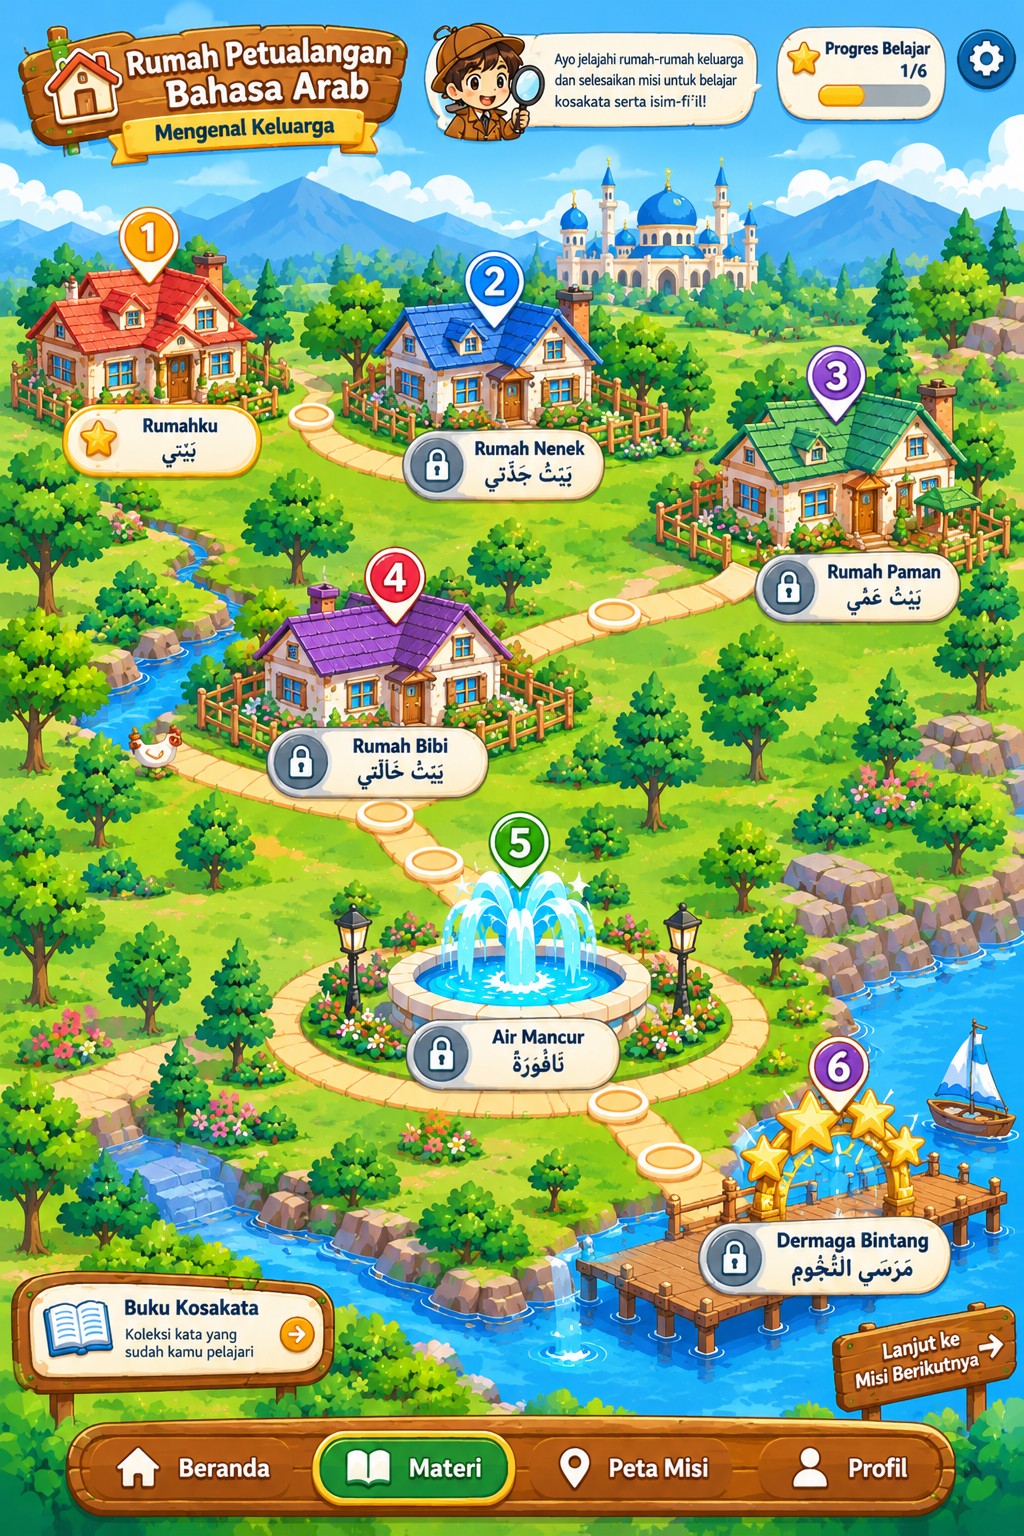 Rumah Petualangan
Bahasa Arab
Mengenal Keluarga
Ayo jelajahi rumah-rumah keluarga
dan selesaikan misi untuk belajar
kosakata serta isim-fi'il!
Progres Belajar
1/6
1
2
3
Rumahku
بَيْتي
Rumah Nenek
بَيْتُ جَدَّتي
Rumah Paman
بَيْتُ عَمّي
4
Rumah Bibi
بَيْتُ خَالَتي
5
Air Mancur
نَافُورَةٌ
6
Dermaga Bintang
مَرْسَي النُّجُومِ
Buku Kosakata
Koleksi kata yang
sudah kamu pelajari
Lanjut ke
Misi Berikutnya
Beranda
Materi
Peta Misi
Profil